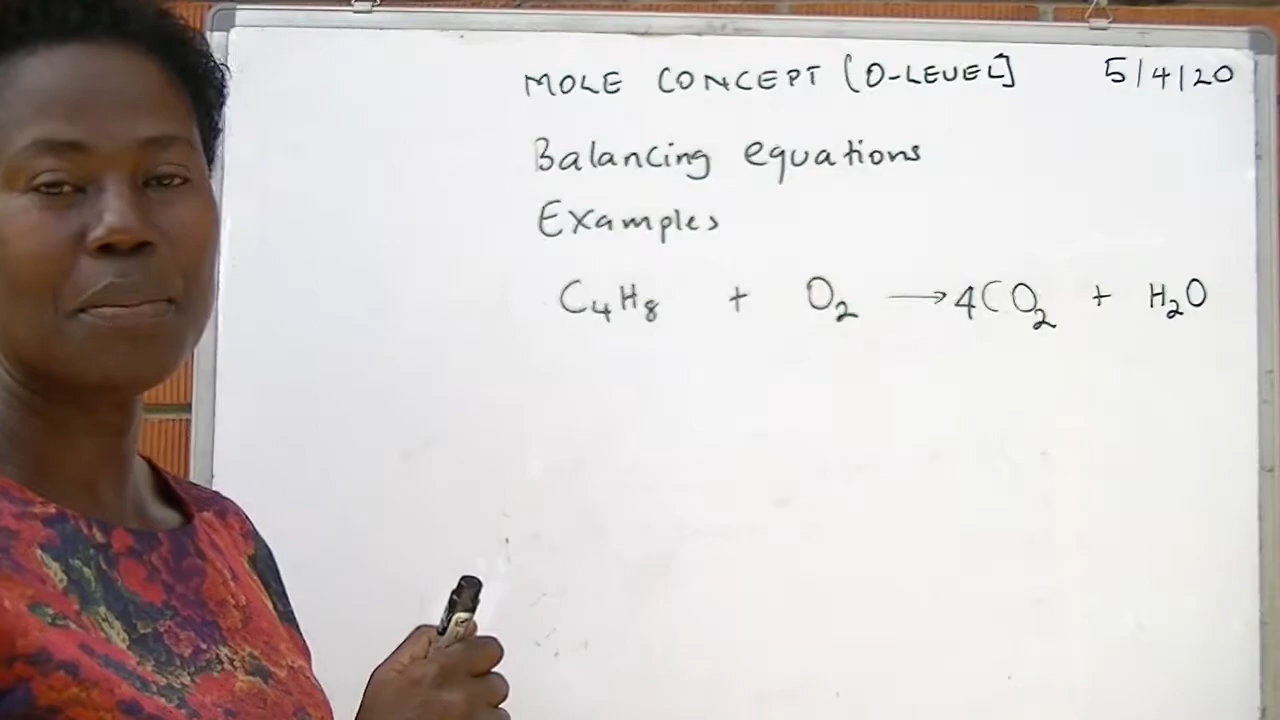 MOLE CONCEPT (O-LEVEL] 5/4/20
Balancing equations
Examples
C₄H₈ + O₂ → 4CO₂ + H₂O